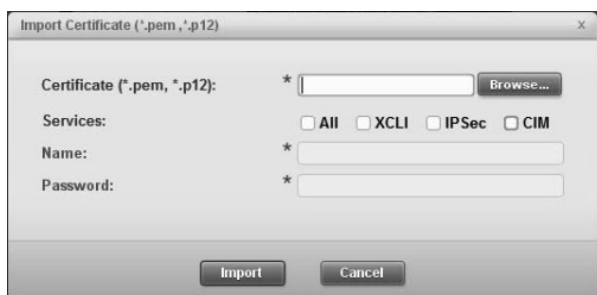 Import Certificate (*.pem ,*.p12) x
Certificate (*.pem, *.p12): * Browse...
Services: All XCLI IPSec CIM
Name: *
Password: *
Import Cancel